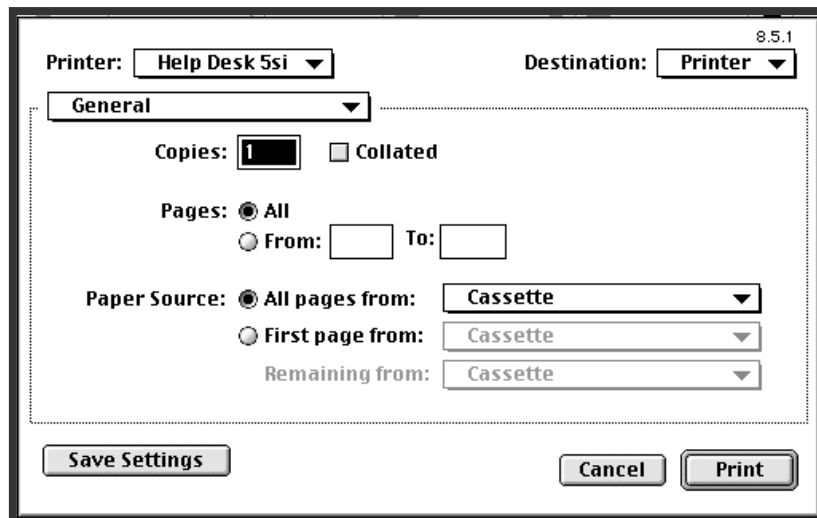 8.5.1
Printer: Help Desk 5si Destination: Printer
General
Copies: 1 Collated
Pages: All
From: To:
Paper Source: All pages from: Cassette
First page from: Cassette
Remaining from: Cassette
Save Settings Cancel Print